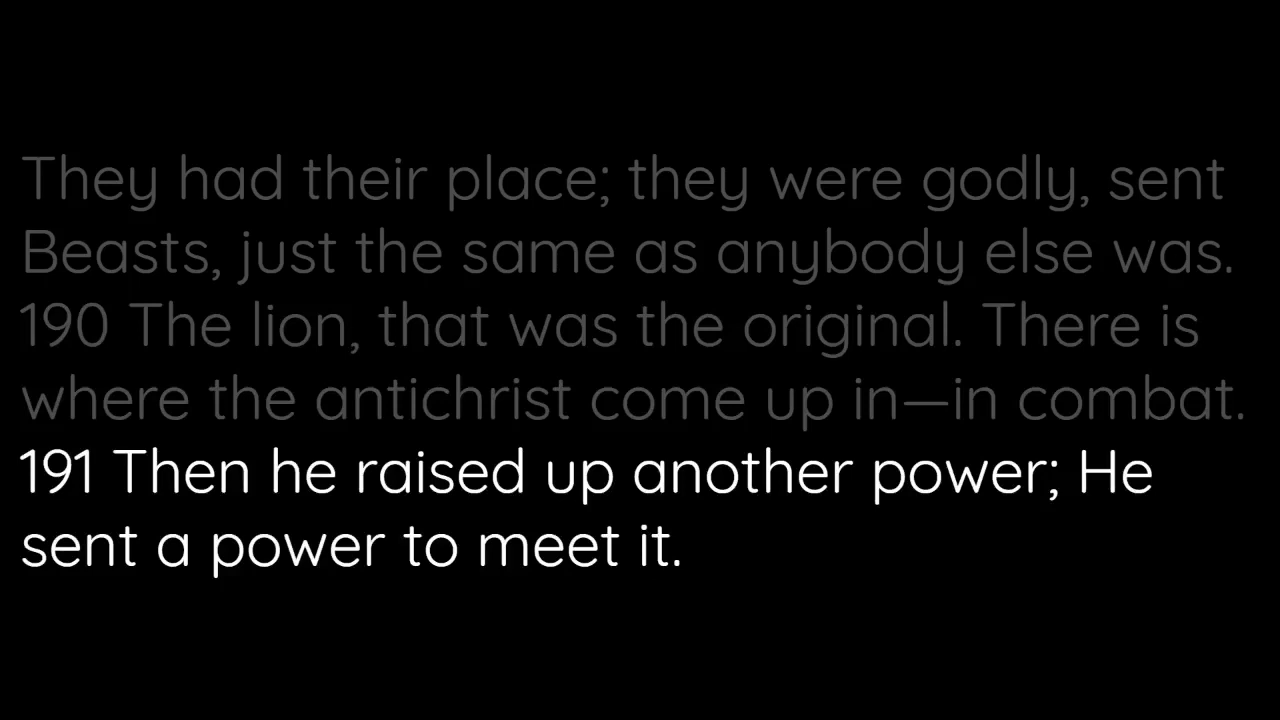 They had their place; they were godly, sent
Beasts, just the same as anybody else was.
190 The lion, that was the original. There is
where the antichrist come up in—in combat.
191 Then he raised up another power; He
sent a power to meet it.